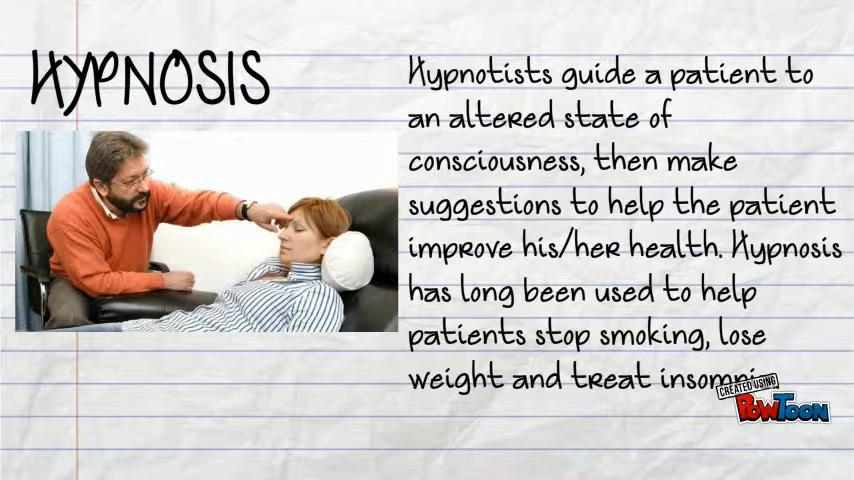 HYPNOSIS
Hypnotists guide a patient to
an altered state of
consciousness, then make
suggestions to help the patient
improve his/her health. Hypnosis
has long been used to help
patients stop smoking, lose
weight and treat
CREATED USING
POWTOON